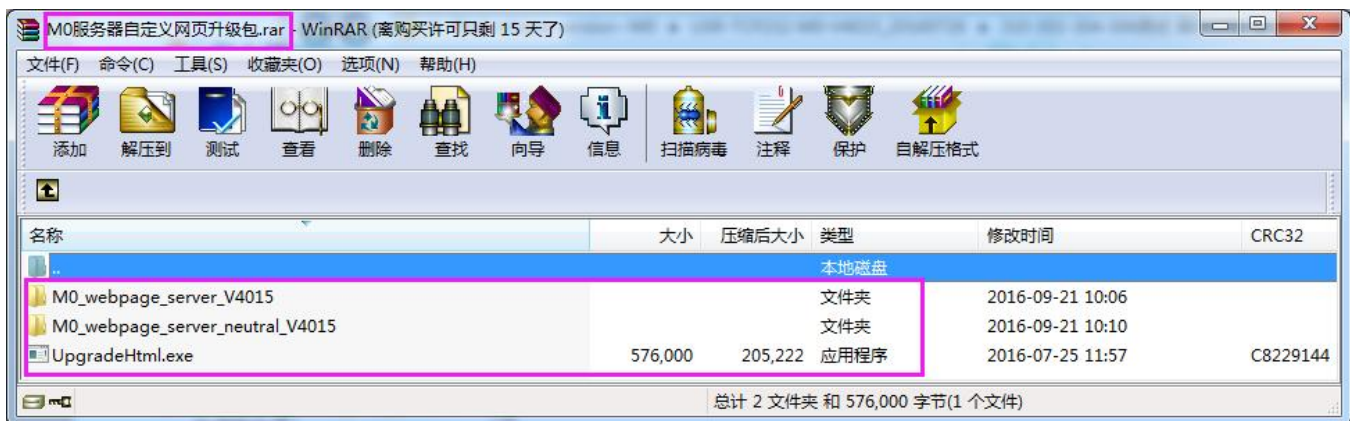 M0服务器自定义网页升级包.rar - WinRAR (离购买许可只剩 15 天了)
文件(F) 命令(C) 工具(S) 收藏夹(O) 选项(N) 帮助(H)
添加 解压到 测试 查看 删除 查找 向导 信息 扫描病毒 注释 保护 自解压格式
名称 大小 压缩后大小 类型 修改时间 CRC32
.. 本地磁盘
M0_webpage_server_V4015 文件夹 2016-09-21 10:06
M0_webpage_server_neutral_V4015 文件夹 2016-09-21 10:10
UpgradeHtml.exe 576,000 205,222 应用程序 2016-07-25 11:57 C8229144
总计 2 文件夹 和 576,000 字节(1 个文件)